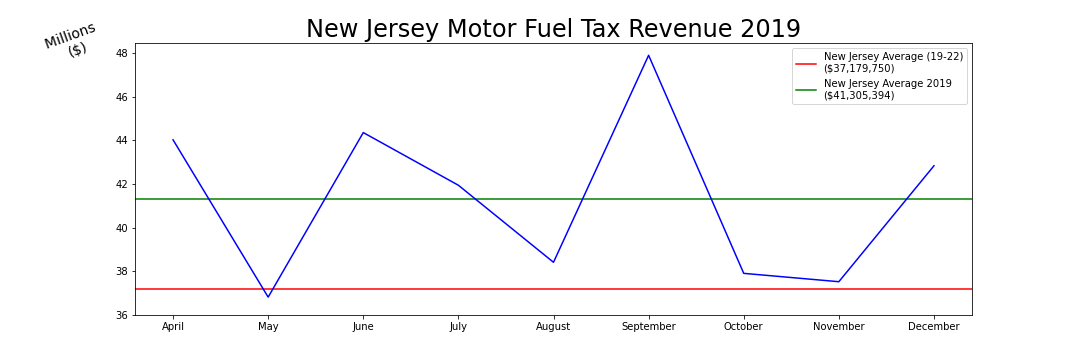 New Jersey Motor Fuel Tax Revenue 2019
Millions
($)
48
46
44
42
40
38
36
New Jersey Average (19-22)
($37,179,750)
New Jersey Average 2019
($41,305,394)
April May June July August September October November December